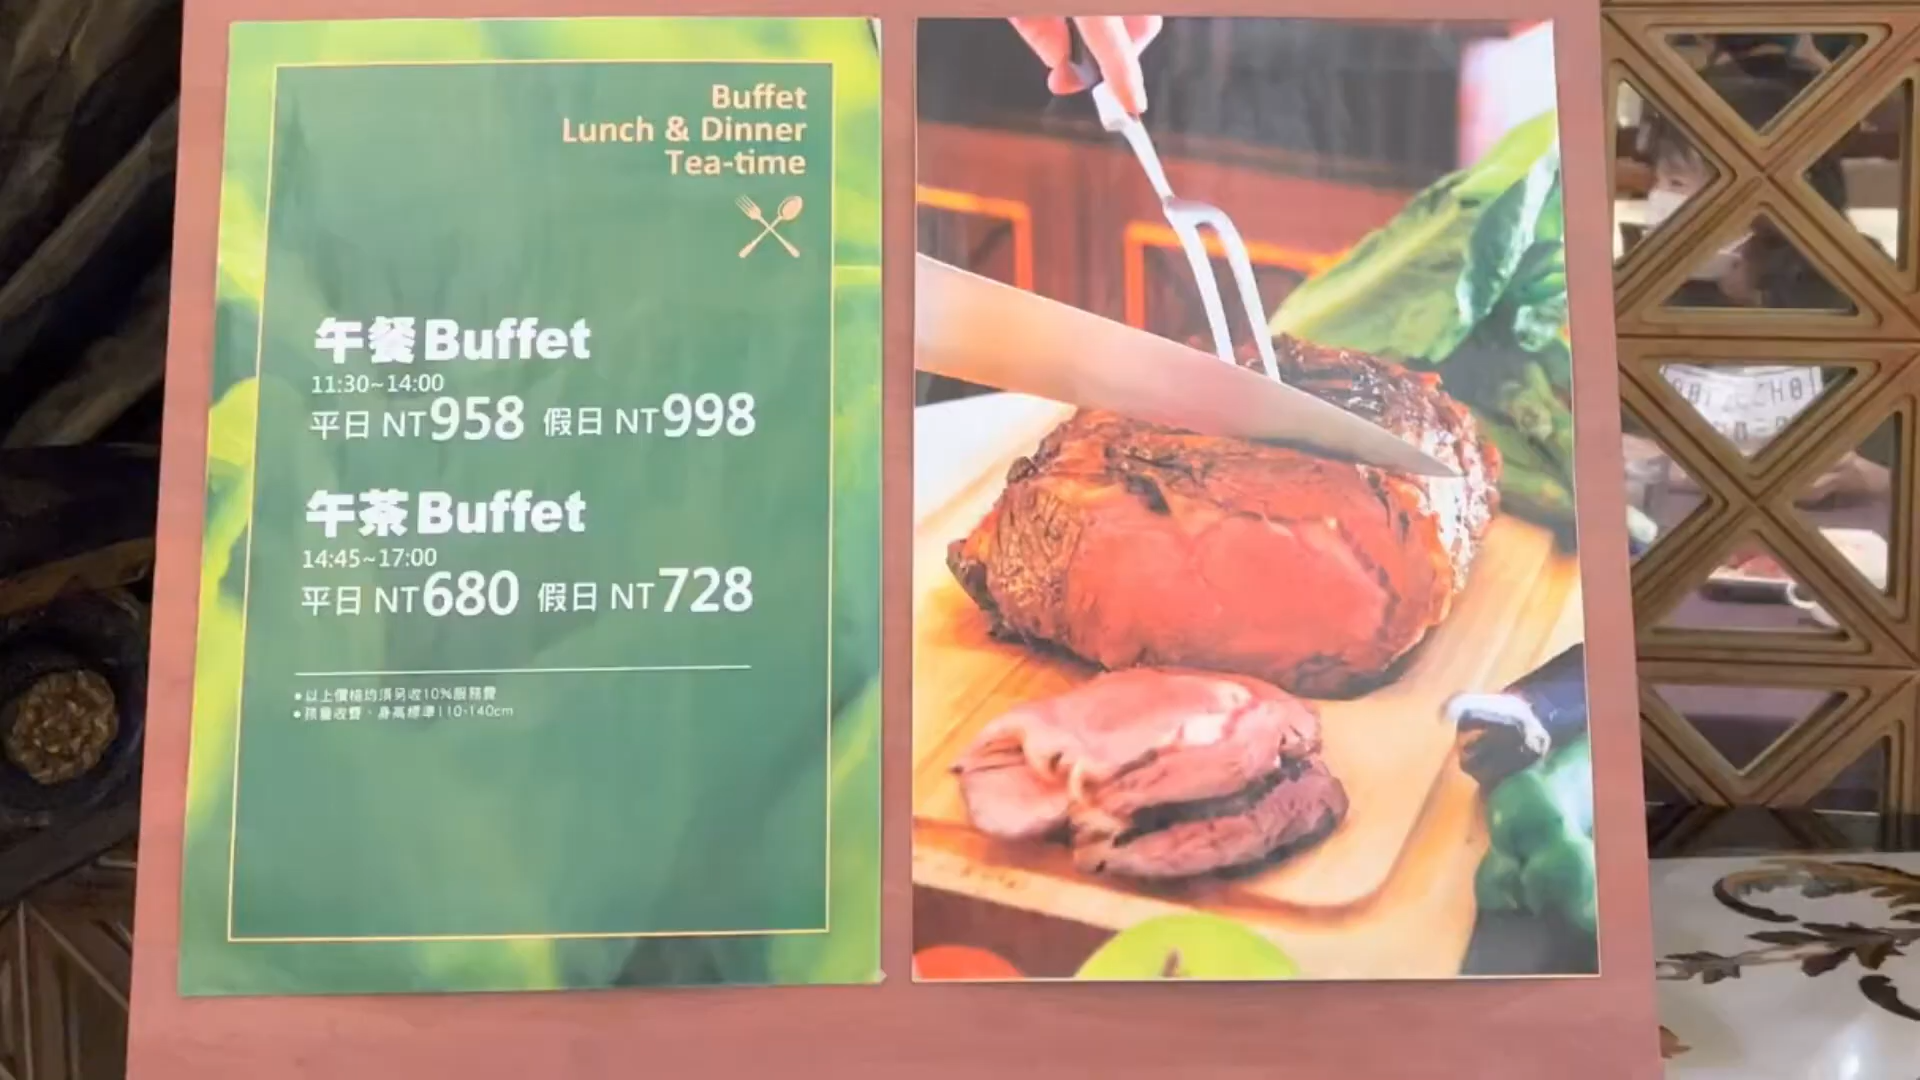 Buffet
Lunch & Dinner
Tea-time
午餐Buffet
11:30~14:00
平日 NT958 假日 NT998
午茶Buffet
14:45~17:00
平日 NT680 假日 NT728
•以上價格均須另收10%服務費
•孩童收費、身高標準110-140cm